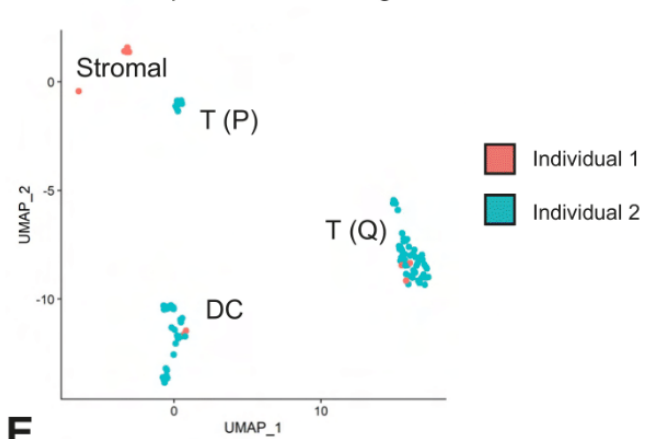 Stromal
0
T (P)
Individual 1
-5
Individual 2
T (Q)
UMAP_2
-10
DC
0
10
UMAP_1